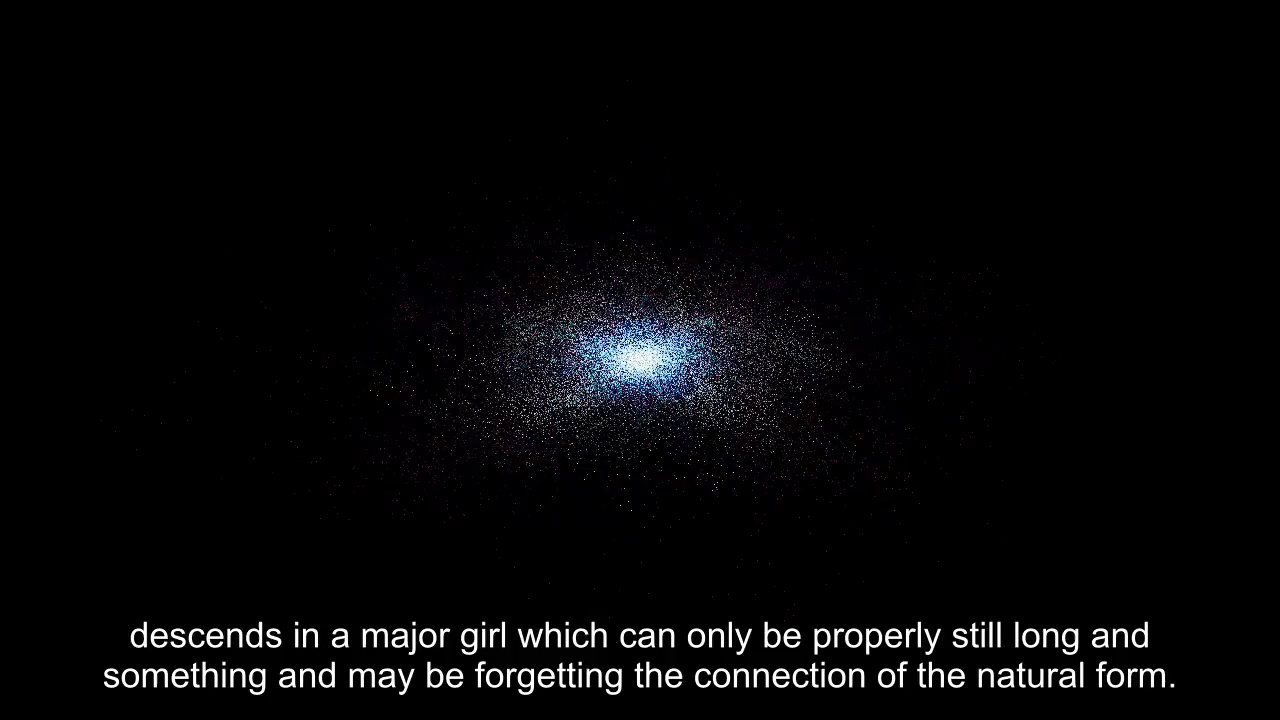 descends in a major girl which can only be properly still long and
something and may be forgetting the connection of the natural form.